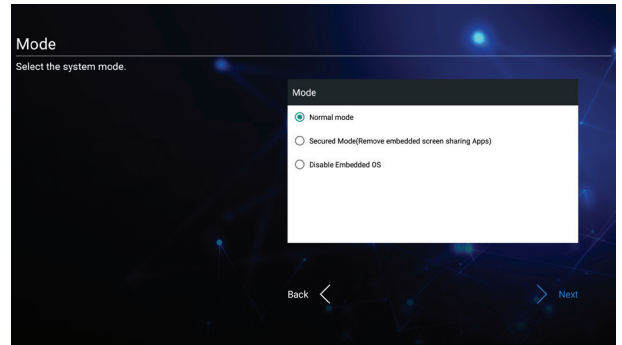 Mode
Select the system mode.
Mode
Normal mode
Secured Mode(Remove embedded screen sharing Apps)
Disable Embedded OS
Back
Next